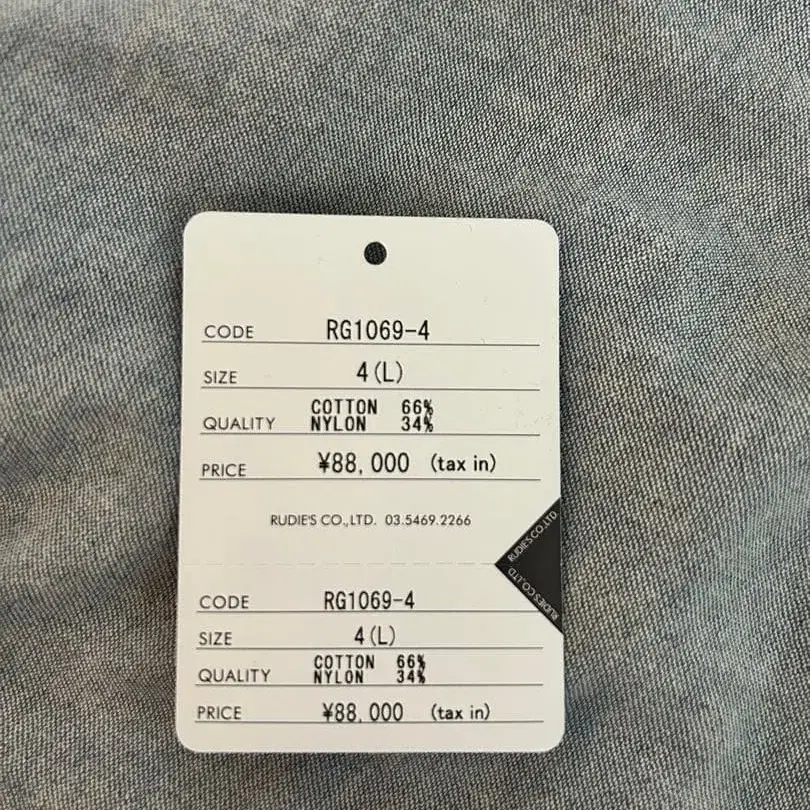 CODE RG1069-4
SIZE 4(L)
QUALITY COTTON 66%
NYLON 34%
PRICE ¥88,000 (tax in)
RUDIE'S CO.,LTD. 03.5469.2266
RUDIE'S CO.,LTD
RUDIE'S CO.,LTD
CODE RG1069-4
SIZE 4(L)
QUALITY COTTON 66%
NYLON 34%
PRICE ¥88,000 (tax in)